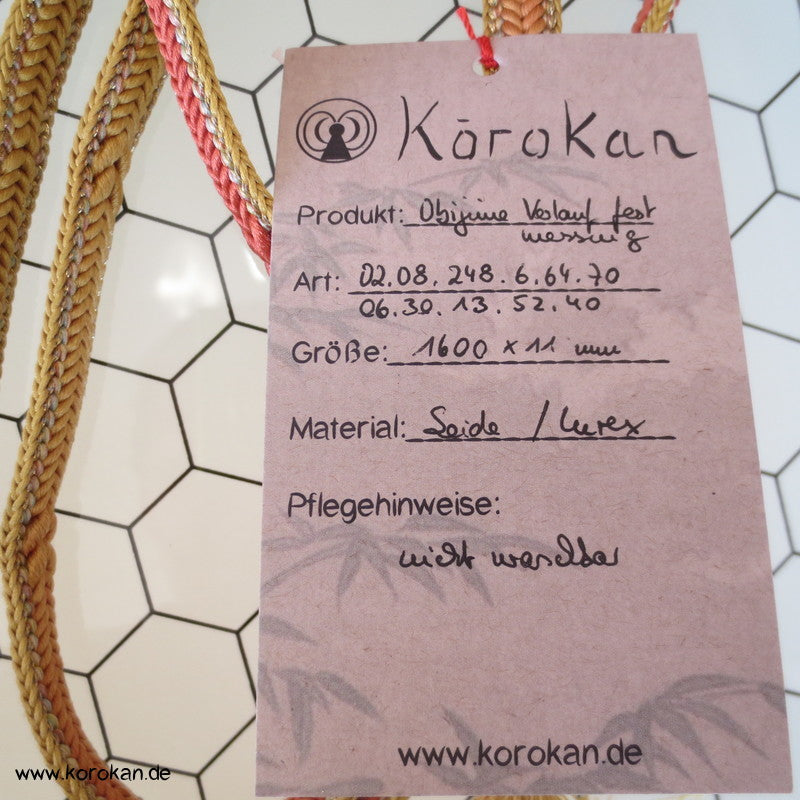 Kōrokan
Produkt: Obijime Verlauf fest
messing
Art: 02.08.248.6.64.70
06.30.13.52.40
Größe: 1600 x 11 mm
Material: Seide / Lurex
Pflegehinweise:
nicht waschbar
www.korokan.de
www.korokan.de